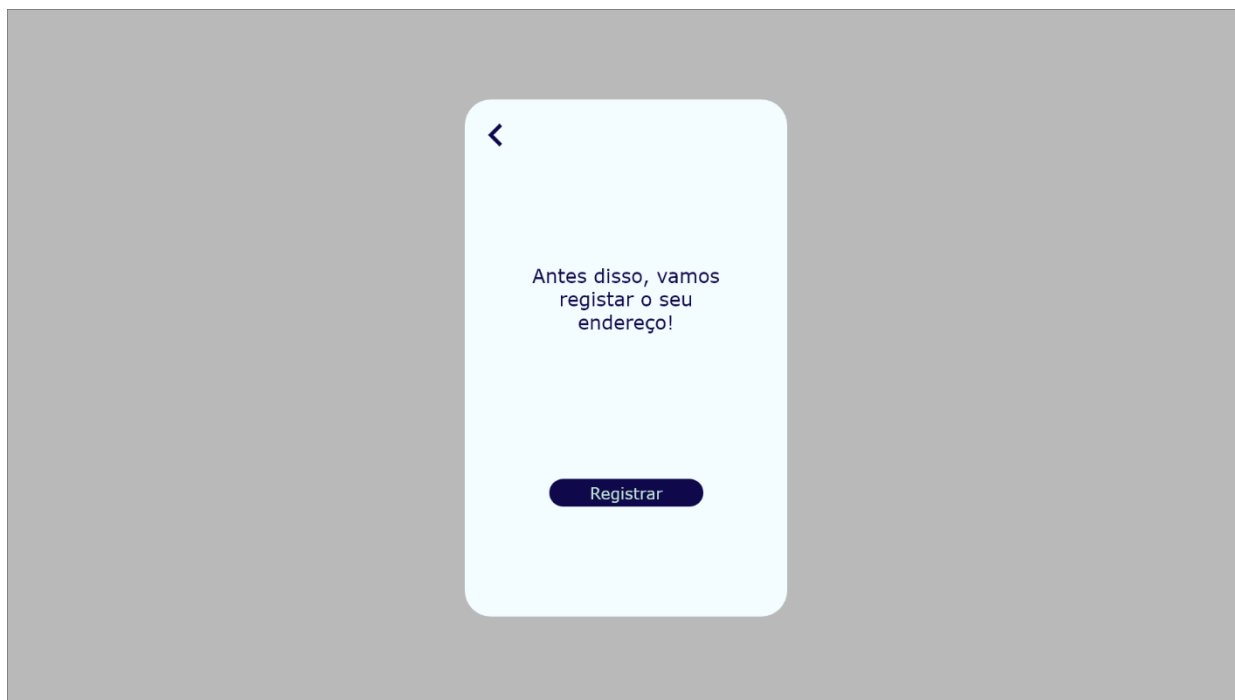 Antes disso, vamos
registar o seu
endereço!
Registrar